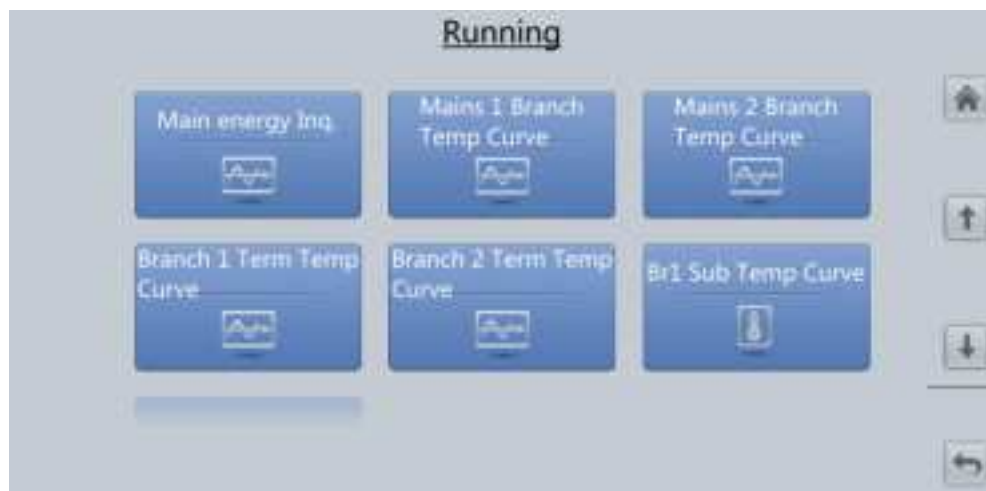 Running
Main energy Inq.
Mains 1 Branch
Temp Curve
Mains 2 Branch
Temp Curve
Branch 1 Term Temp
Curve
Branch 2 Term Temp
Curve
Br1 Sub Temp Curve